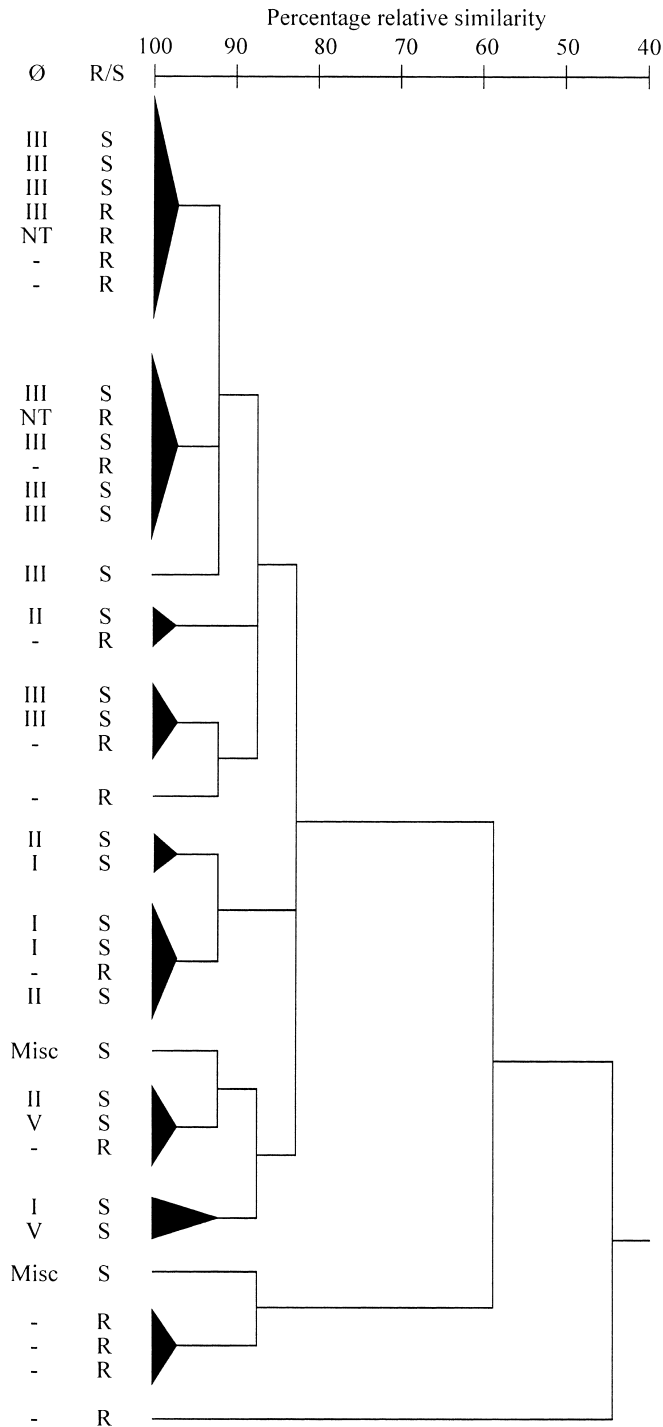 Percentage relative similarity
100 90 80 70 60 50 40
Ø R/S
III S
III S
III S
III R
NT R
- R
- R
III S
NT R
III S
- R
III S
III S
III S
II S
- R
III S
III S
- R
- R
II S
I S
I S
I S
- R
II S
Misc S
II S
V S
- R
I S
V S
Misc S
- R
- R
- R
- R